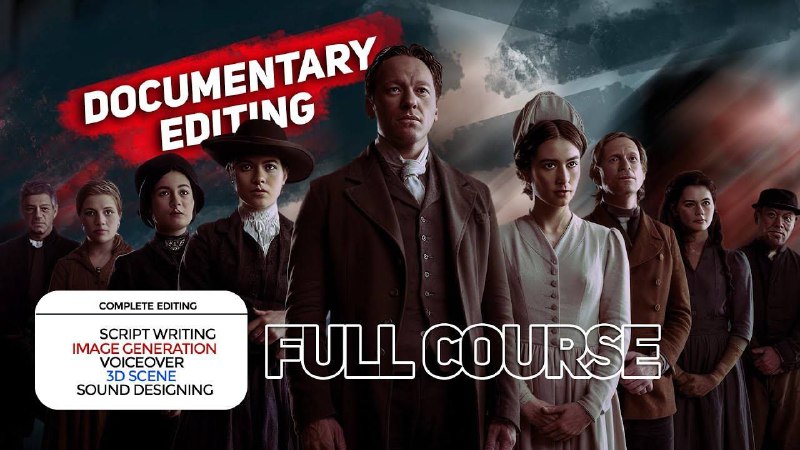 DOCUMENTARY
EDITING
COMPLETE EDITING
SCRIPT WRITING
IMAGE GENERATION
VOICEOVER
3D SCENE
SOUND DESIGNING
FULL COURSE